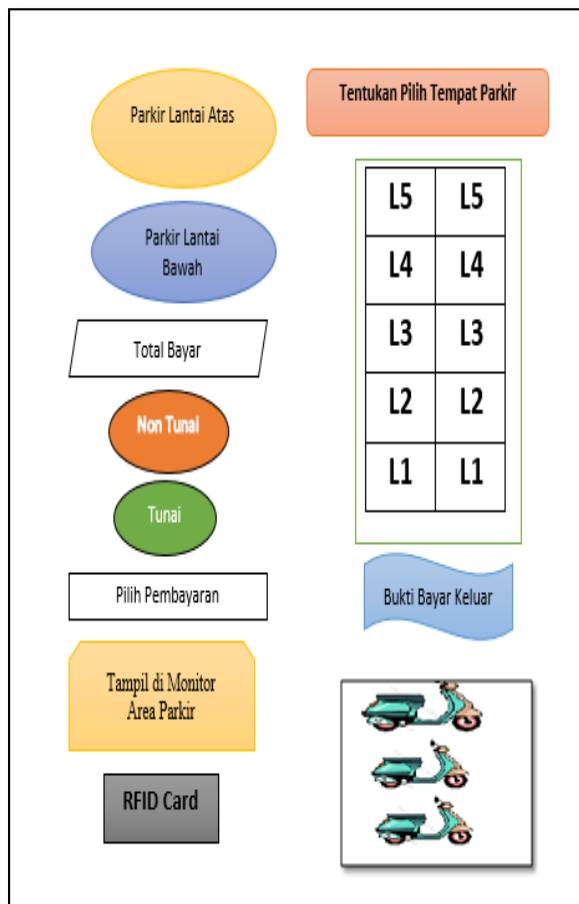 Parkir Lantai Atas
Parkir Lantai
Bawah
Total Bayar
Non Tunai
Tunai
Pilih Pembayaran
Tampil di Monitor
Area Parkir
RFID Card
Tentukan Pilih Tempat Parkir
L5 L5
L4 L4
L3 L3
L2 L2
L1 L1
Bukti Bayar Keluar